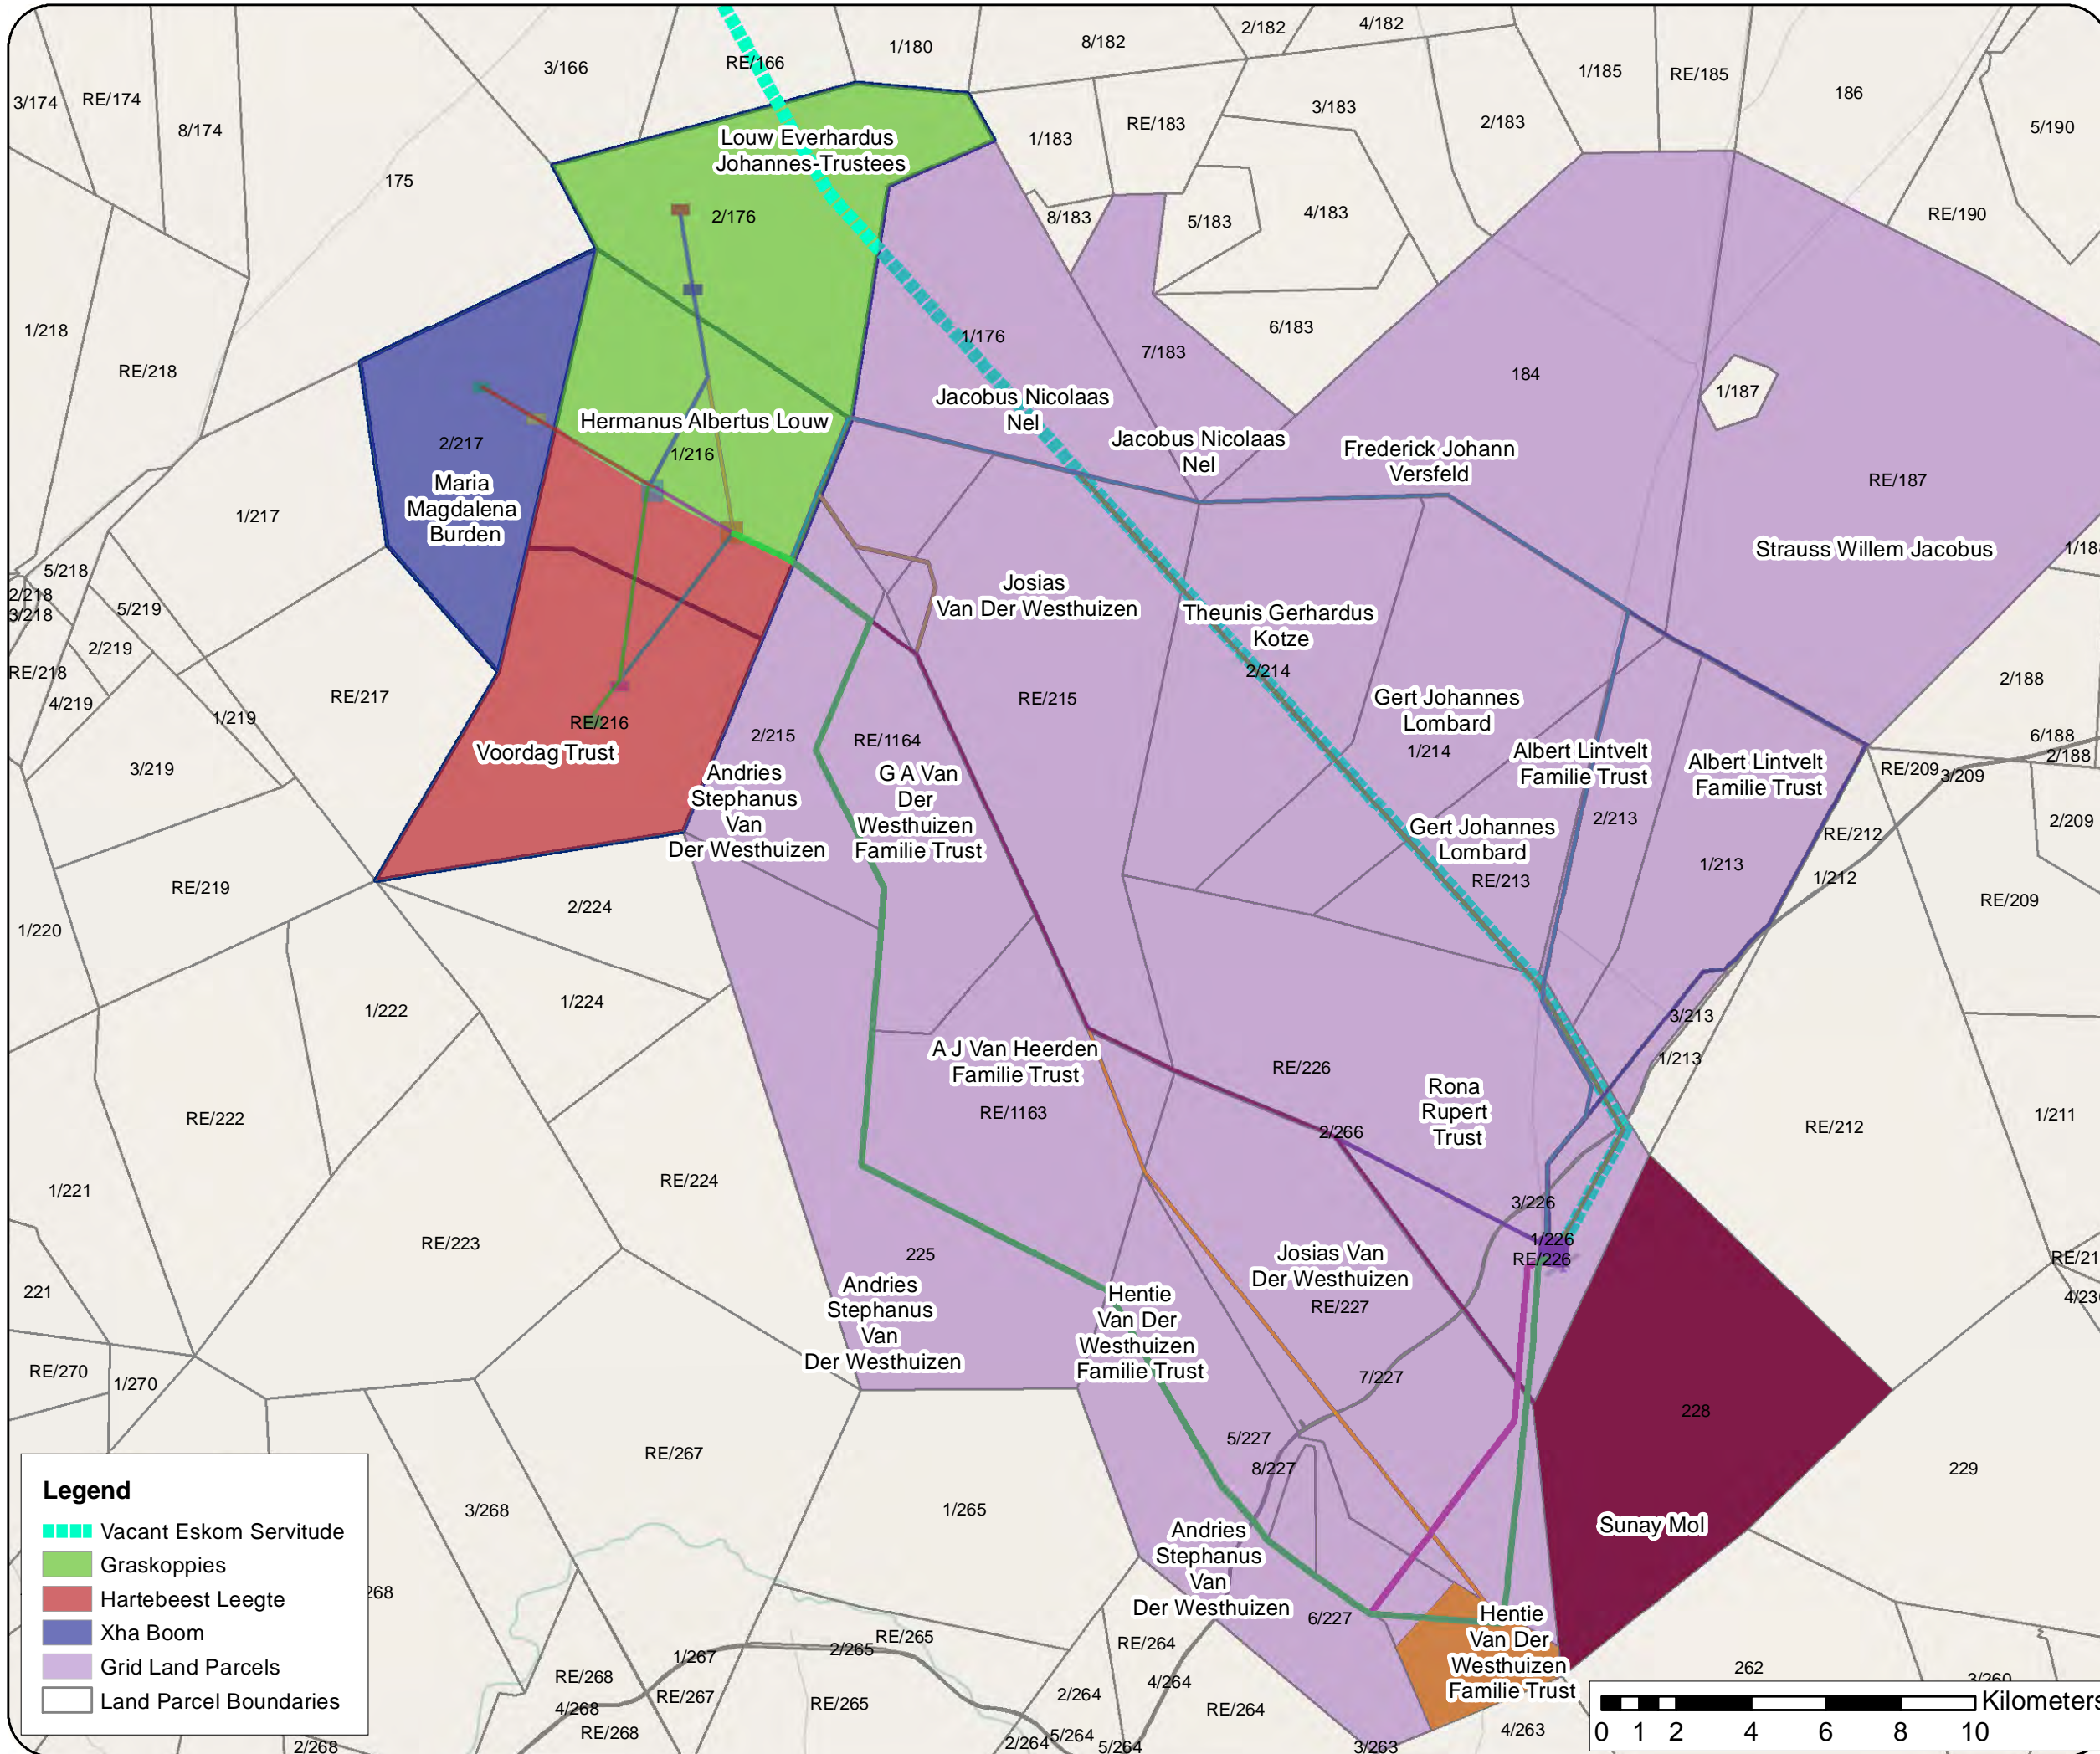 2/182
4/182
1/180
8/182
RE/166
3/166
1/185
RE/185
186
3/174
RE/174
8/174
3/183
RE/183
2/183
5/190
1/183
Louw Everhardus
Johannes-Trustees
175
2/176
8/183
5/183
4/183
RE/190
1/218
RE/218
6/183
1/176
7/183
184
1/187
Jacobus Nicolaas
Nel
Hermanus Albertus Louw
1/216
2/217
Jacobus Nicolaas
Nel
Frederick Johann
Versfeld
RE/187
Maria
Magdalena
Burden
1/217
Strauss Willem Jacobus
5/218
2/218
3/218
5/219
2/219
Josias
Van Der Westhuizen
Theunis Gerhardus
Kotze
2/214
RE/218
4/219
1/219
RE/217
RE/215
2/188
RE/216
Voordag Trust
2/215
RE/1164
Gert Johannes
Lombard
1/214
6/188
2/188
3/219
Andries
Stephanus
Van
Der Westhuizen
G A Van
Der
Westhuizen
Familie Trust
Albert Lintvelt
Familie Trust
2/213
Albert Lintvelt
Familie Trust
RE/209
3/209
2/209
RE/212
Gert Johannes
Lombard
RE/213
1/213
1/212
RE/219
2/224
RE/209
1/220
1/222
1/224
3/213
1/213
A J Van Heerden
Familie Trust
RE/1163
RE/226
Rona
Rupert
Trust
2/266
RE/222
RE/212
1/211
1/221
RE/224
3/226
1/226
RE/226
RE/223
225
Josias Van
Der Westhuizen
RE/227
RE/21
4/23
221
Andries
Stephanus
Van
Der Westhuizen
Hentie
Van Der
Westhuizen
Familie Trust
RE/270
1/270
7/227
228
RE/267
5/227
8/227
229
3/268
1/265
Sunay Mol
Andries
Stephanus
Van
Der Westhuizen
6/227
Hentie
Van Der
Westhuizen
Familie Trust
268
RE/265
2/265
1/267
RE/264
4/264
262
3/260
RE/268
RE/267
4/268
RE/268
RE/265
2/264
RE/264
5/264
2/264
5/264
3/263
4/263
2/268
Legend
Vacant Eskom Servitude
Graskoppies
Hartebeest Leegte
Xha Boom
Grid Land Parcels
Land Parcel Boundaries
Kilometers
0 1 2 4 6 8 10